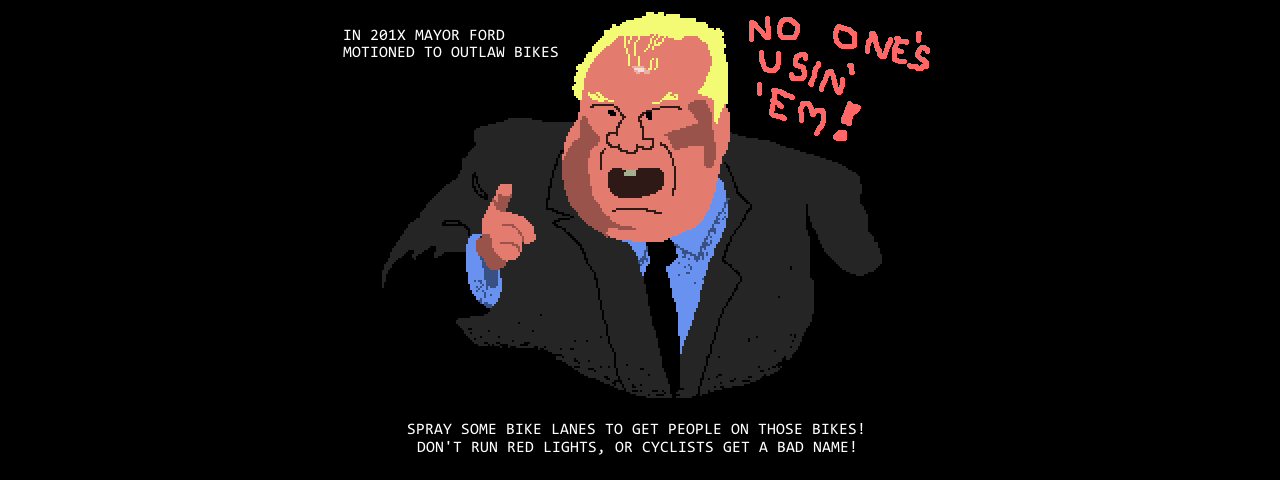 IN 201X MAYOR FORD
MOTIONED TO OUTLAW BIKES
NO ONE'S
USIN'
'EM!
SPRAY SOME BIKE LANES TO GET PEOPLE ON THOSE BIKES!
DON'T RUN RED LIGHTS, OR CYCLISTS GET A BAD NAME!